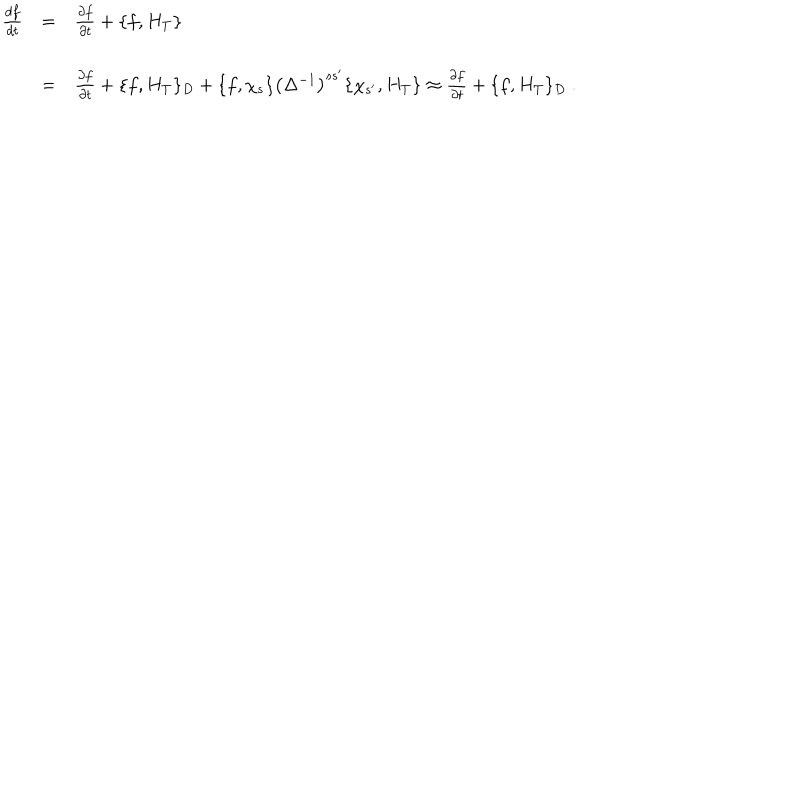 $\frac{df}{dt} = \frac{\partial f}{\partial t} + \{f, H_T\}$
$= \frac{\partial f}{\partial t} + \{f, H_T\}_D + \{f, \chi_s\} (\Delta^{-1})^{ss'} \{\chi_{s'}, H_T\} \approx \frac{\partial f}{\partial t} + \{f, H_T\}_D \, .$